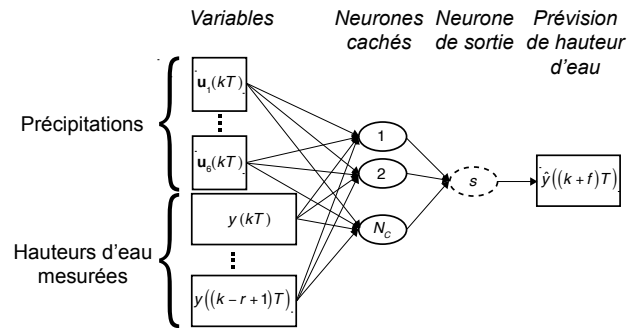 Variables
Neurones
cachés
Neurone
de sortie
Prévision
de hauteur
d'eau
Précipitations
u₁(kT)
u₆(kT)
Hauteurs d'eau
mesurées
y(kT)
y((k − r + 1)T)
1
2
N_C
s
ŷ((k + f)T)